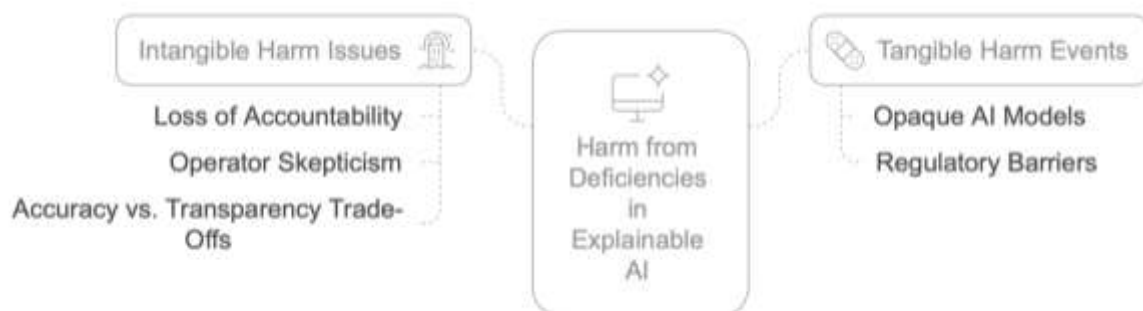 Intangible Harm Issues
Loss of Accountability
Operator Skepticism
Accuracy vs. Transparency Trade-
Offs
Harm from
Deficiencies
in
Explainable
AI
Tangible Harm Events
Opaque AI Models
Regulatory Barriers